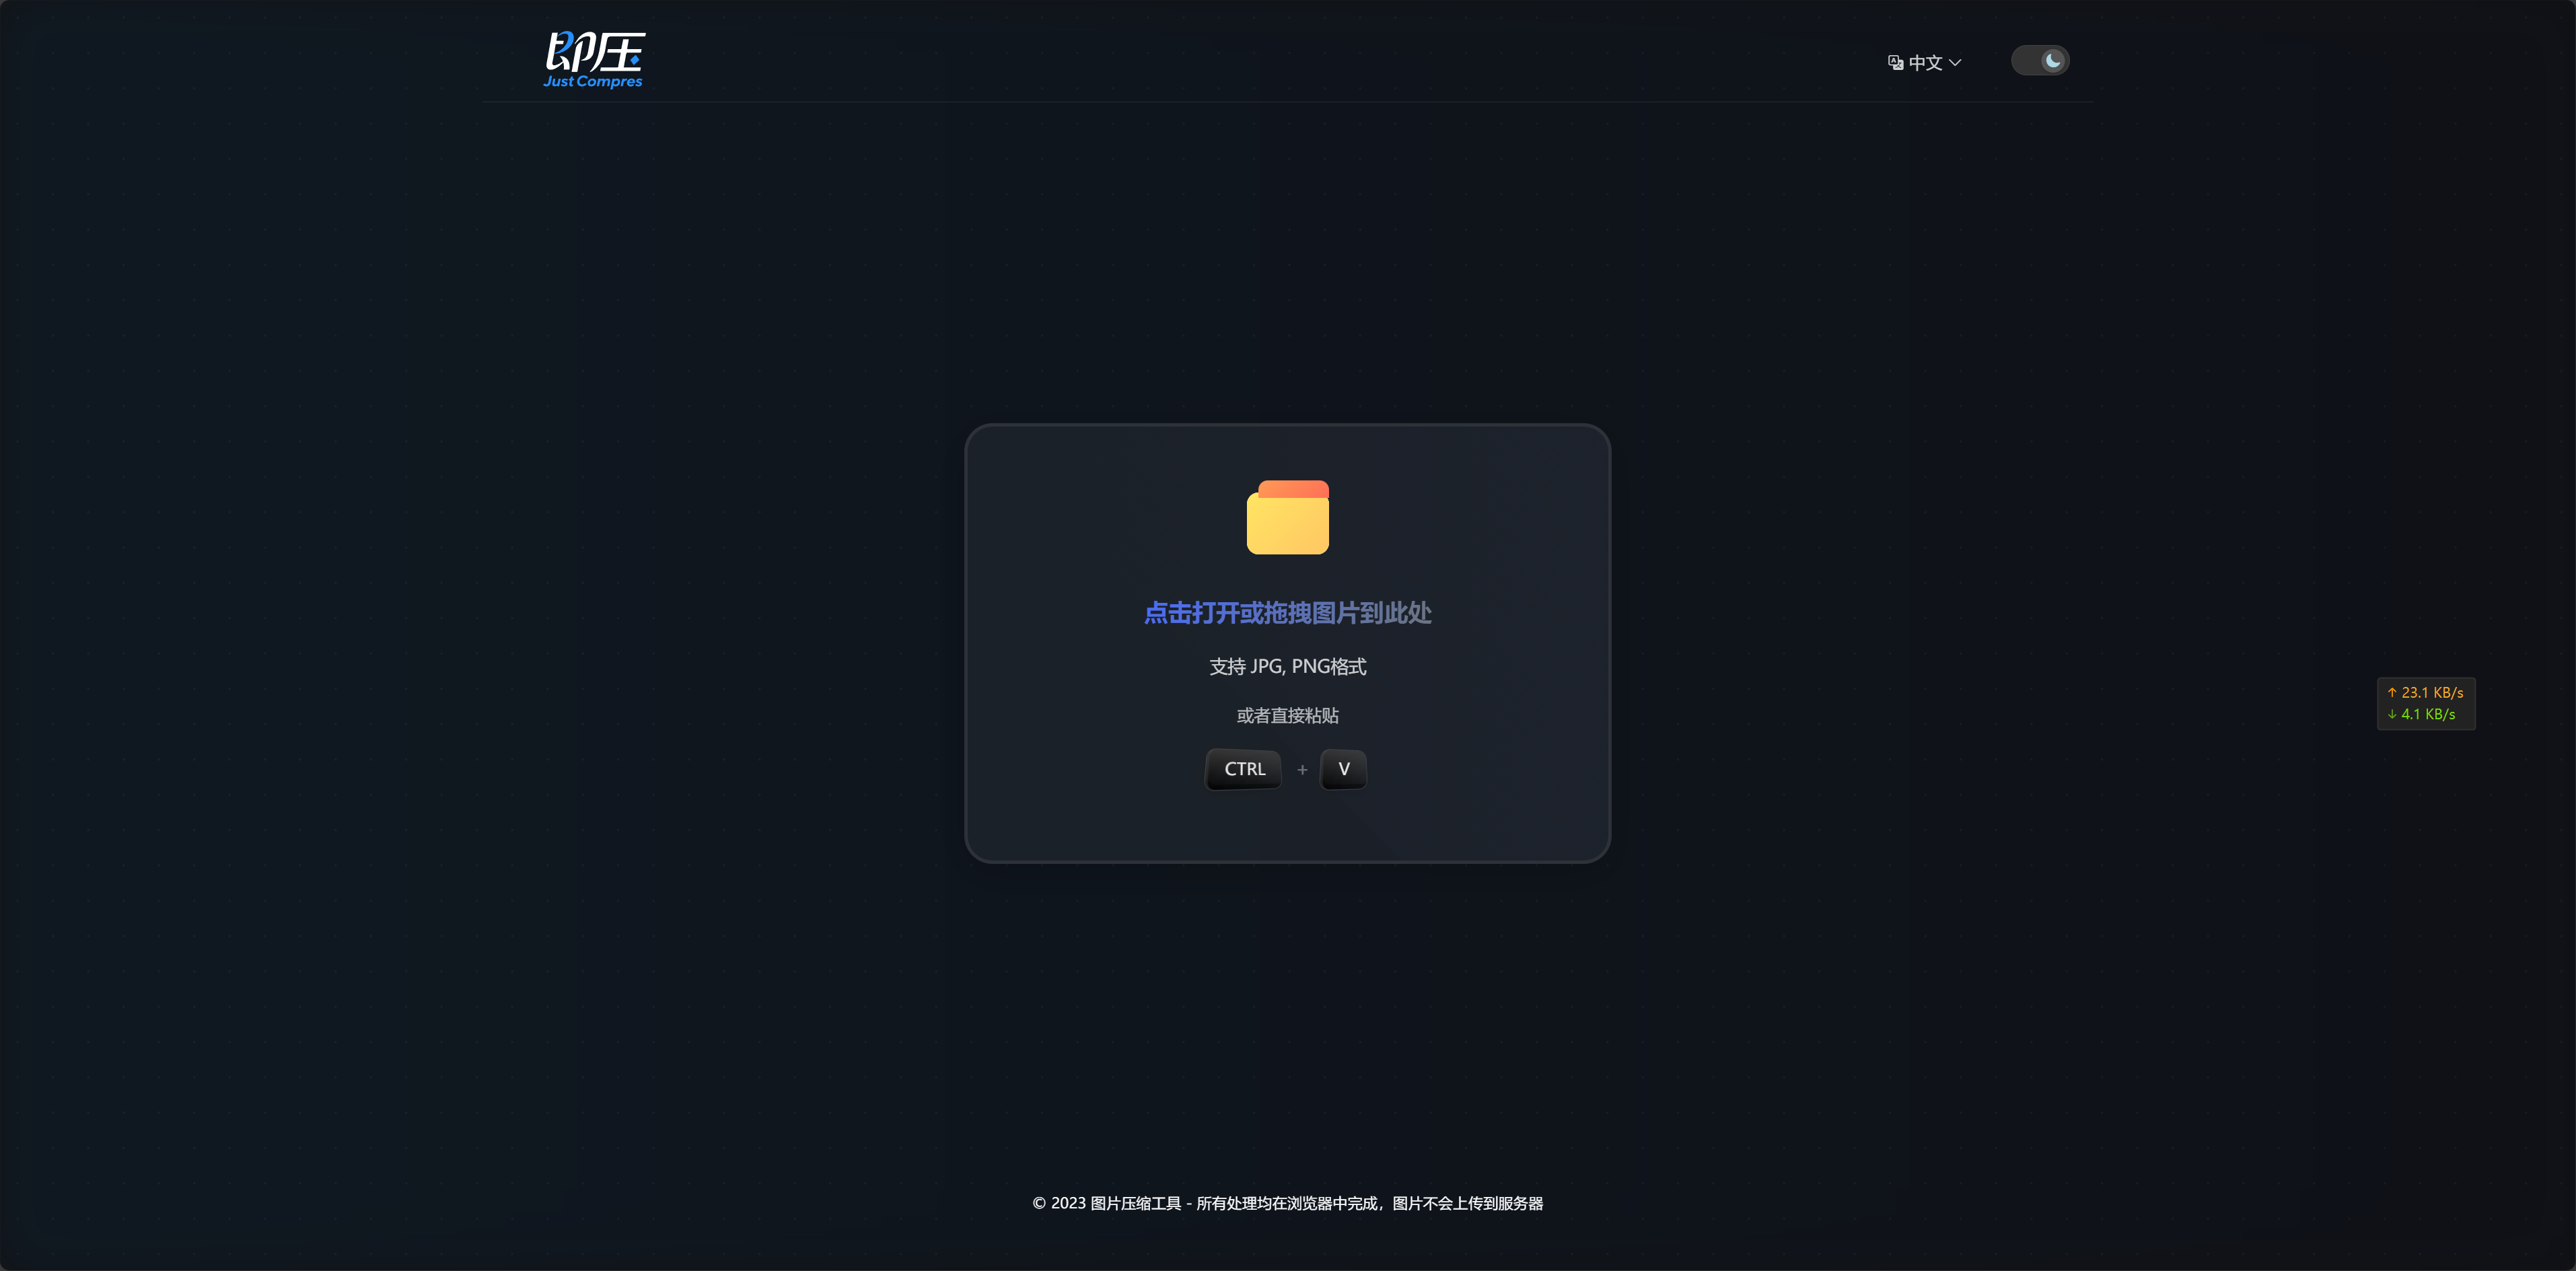 即压
Just Compres
中文
点击打开或拖拽图片到此处
支持 JPG, PNG格式
或者直接粘贴
CTRL + V
↑ 23.1 KB/s
↓ 4.1 KB/s
© 2023 图片压缩工具 - 所有处理均在浏览器中完成，图片不会上传到服务器